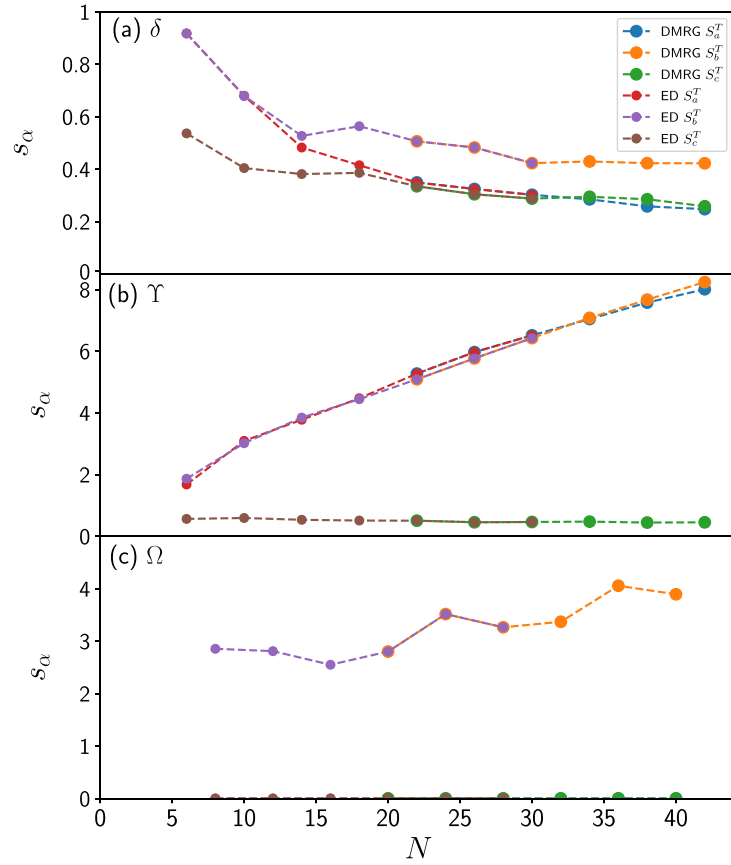 (a) δ
DMRG S_a^T
DMRG S_b^T
DMRG S_c^T
ED S_a^T
ED S_b^T
ED S_c^T
1
0.8
0.6
0.4
0.2
0
s_α
(b) Υ
8
6
4
2
0
s_α
(c) Ω
4
3
2
1
0
s_α
0 5 10 15 20 25 30 35 40
N